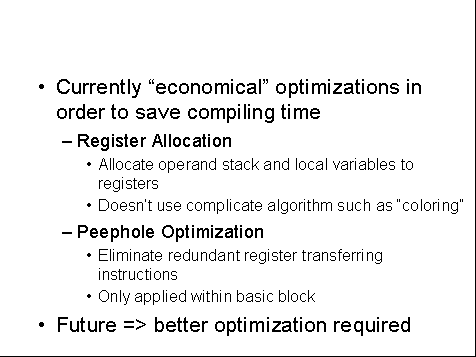 • Currently “economical” optimizations in
order to save compiling time
– Register Allocation
• Allocate operand stack and local variables to
registers
• Doesn’t use complicate algorithm such as “coloring”
– Peephole Optimization
• Eliminate redundant register transferring
instructions
• Only applied within basic block
• Future => better optimization required